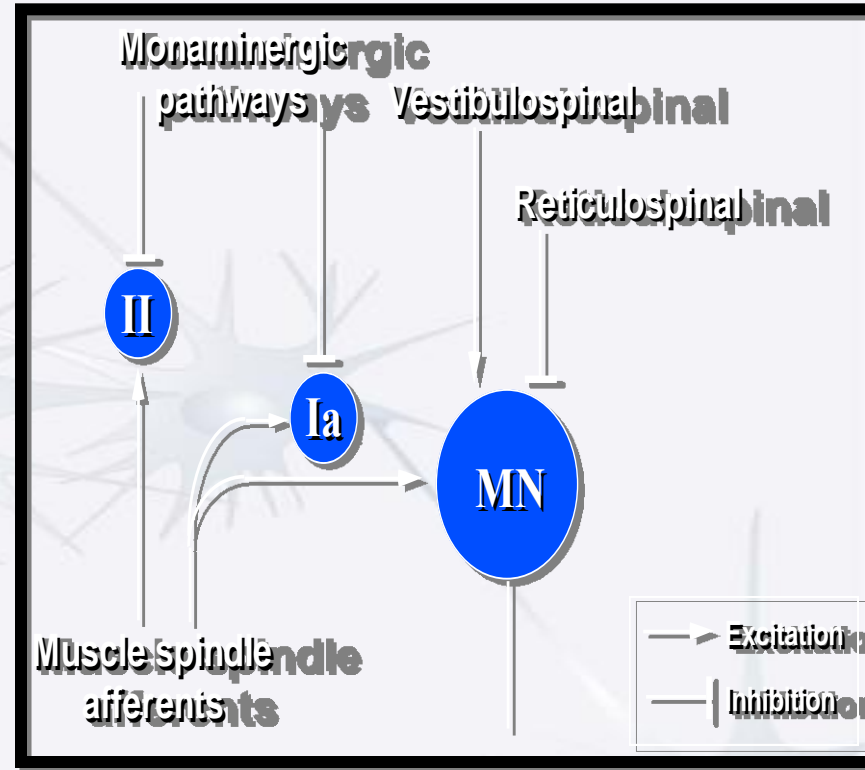 Monaminergic
pathways
Vestibulospinal
Reticulospinal
II
Ia
MN
Muscle spindle
afferents
Excitation
Inhibition